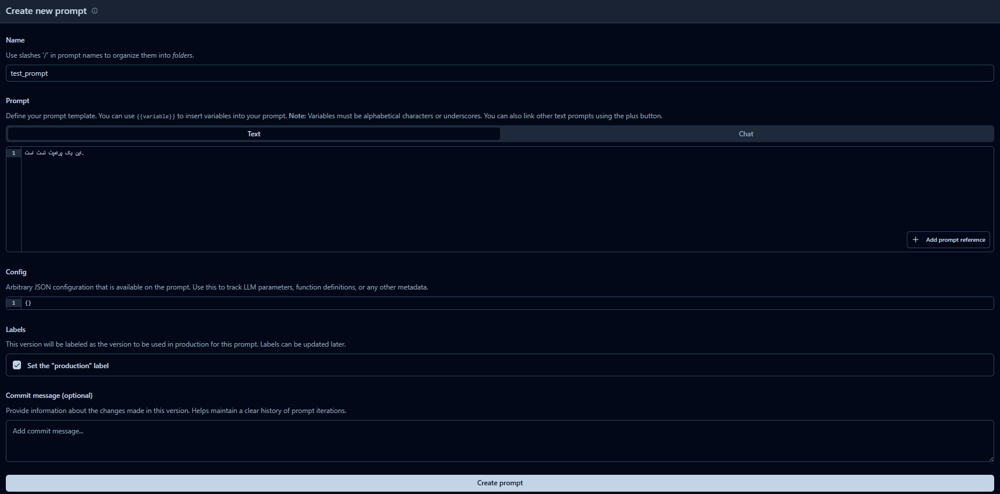 Create new prompt
Name
Use slashes '/' in prompt names to organize them into folders.
test_prompt
Prompt
Define your prompt template. You can use {{variable}} to insert variables into your prompt. Note: Variables must be alphabetical characters or underscores. You can also link other text prompts using the plus button.
Text
Chat
1
این یک پرامپت تست است.
Add prompt reference
Config
Arbitrary JSON configuration that is available on the prompt. Use this to track LLM parameters, function definitions, or any other metadata.
1
{}
Labels
This version will be labeled as the version to be used in production for this prompt. Labels can be updated later.
Set the "production" label
Commit message (optional)
Provide information about the changes made in this version. Helps maintain a clear history of prompt iterations.
Add commit message...
Create prompt